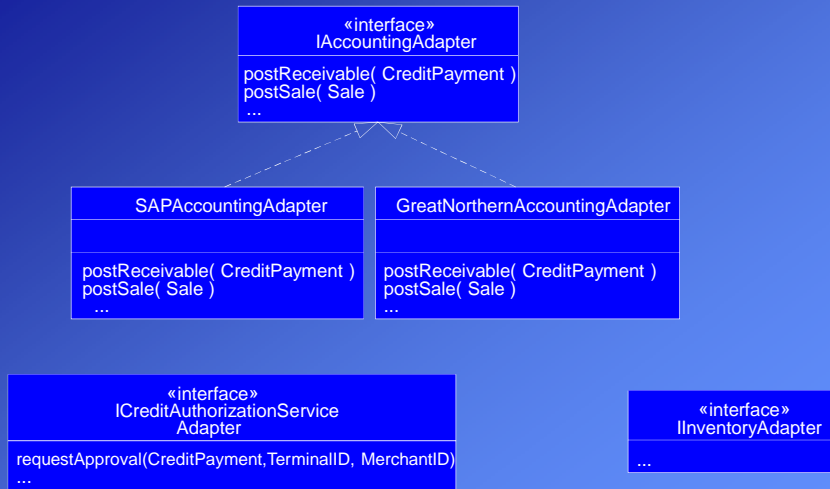 «interface»
IAccountingAdapter
postReceivable( CreditPayment )
postSale( Sale )
...
SAPAccountingAdapter
postReceivable( CreditPayment )
postSale( Sale )
...
GreatNorthernAccountingAdapter
postReceivable( CreditPayment )
postSale( Sale )
...
«interface»
ICreditAuthorizationService
Adapter
requestApproval(CreditPayment,TerminalID, MerchantID)
...
«interface»
IInventoryAdapter
...